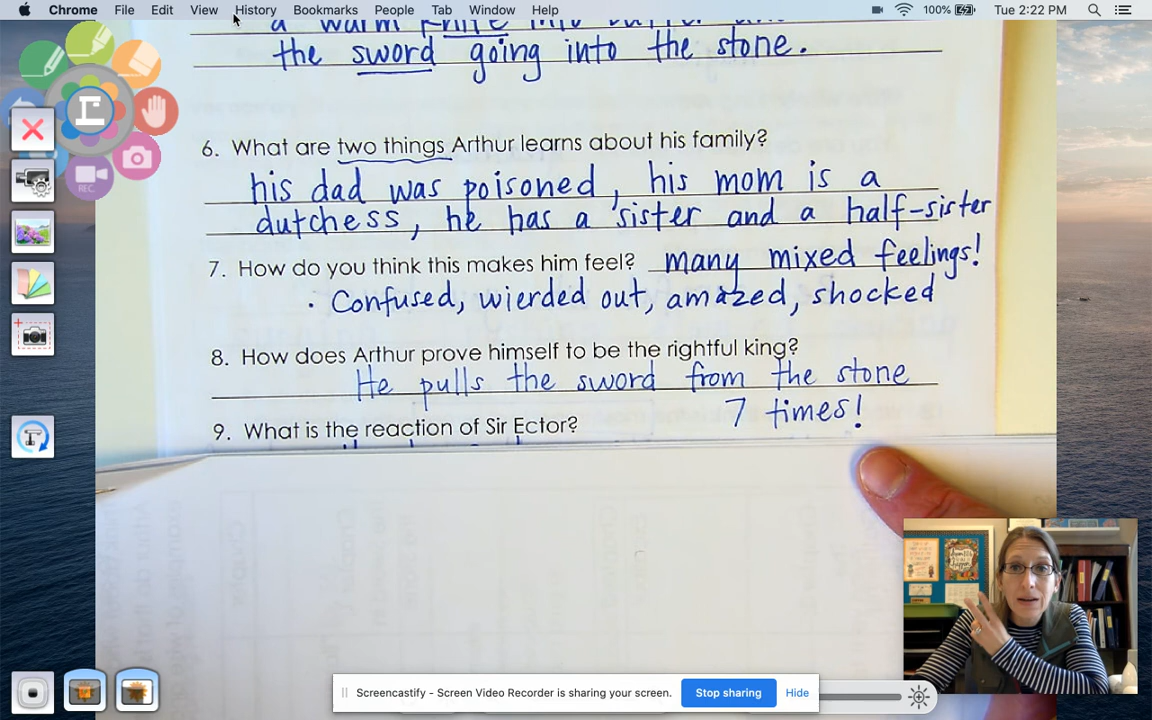 Chrome File Edit View History Bookmarks People Tab Window Help 100% Tue 2:22 PM
a warm knife into
the sword going into the stone.
6. What are two things Arthur learns about his family?
his dad was poisoned, his mom is a
dutchess, he has a sister and a half-sister
7. How do you think this makes him feel? many mixed feelings!
· Confused, wierded out, amazed, shocked
8. How does Arthur prove himself to be the rightful king?
He pulls the sword from the stone
7 times!
9. What is the reaction of Sir Ector?
REC
Screencastify - Screen Video Recorder is sharing your screen. Stop sharing Hide